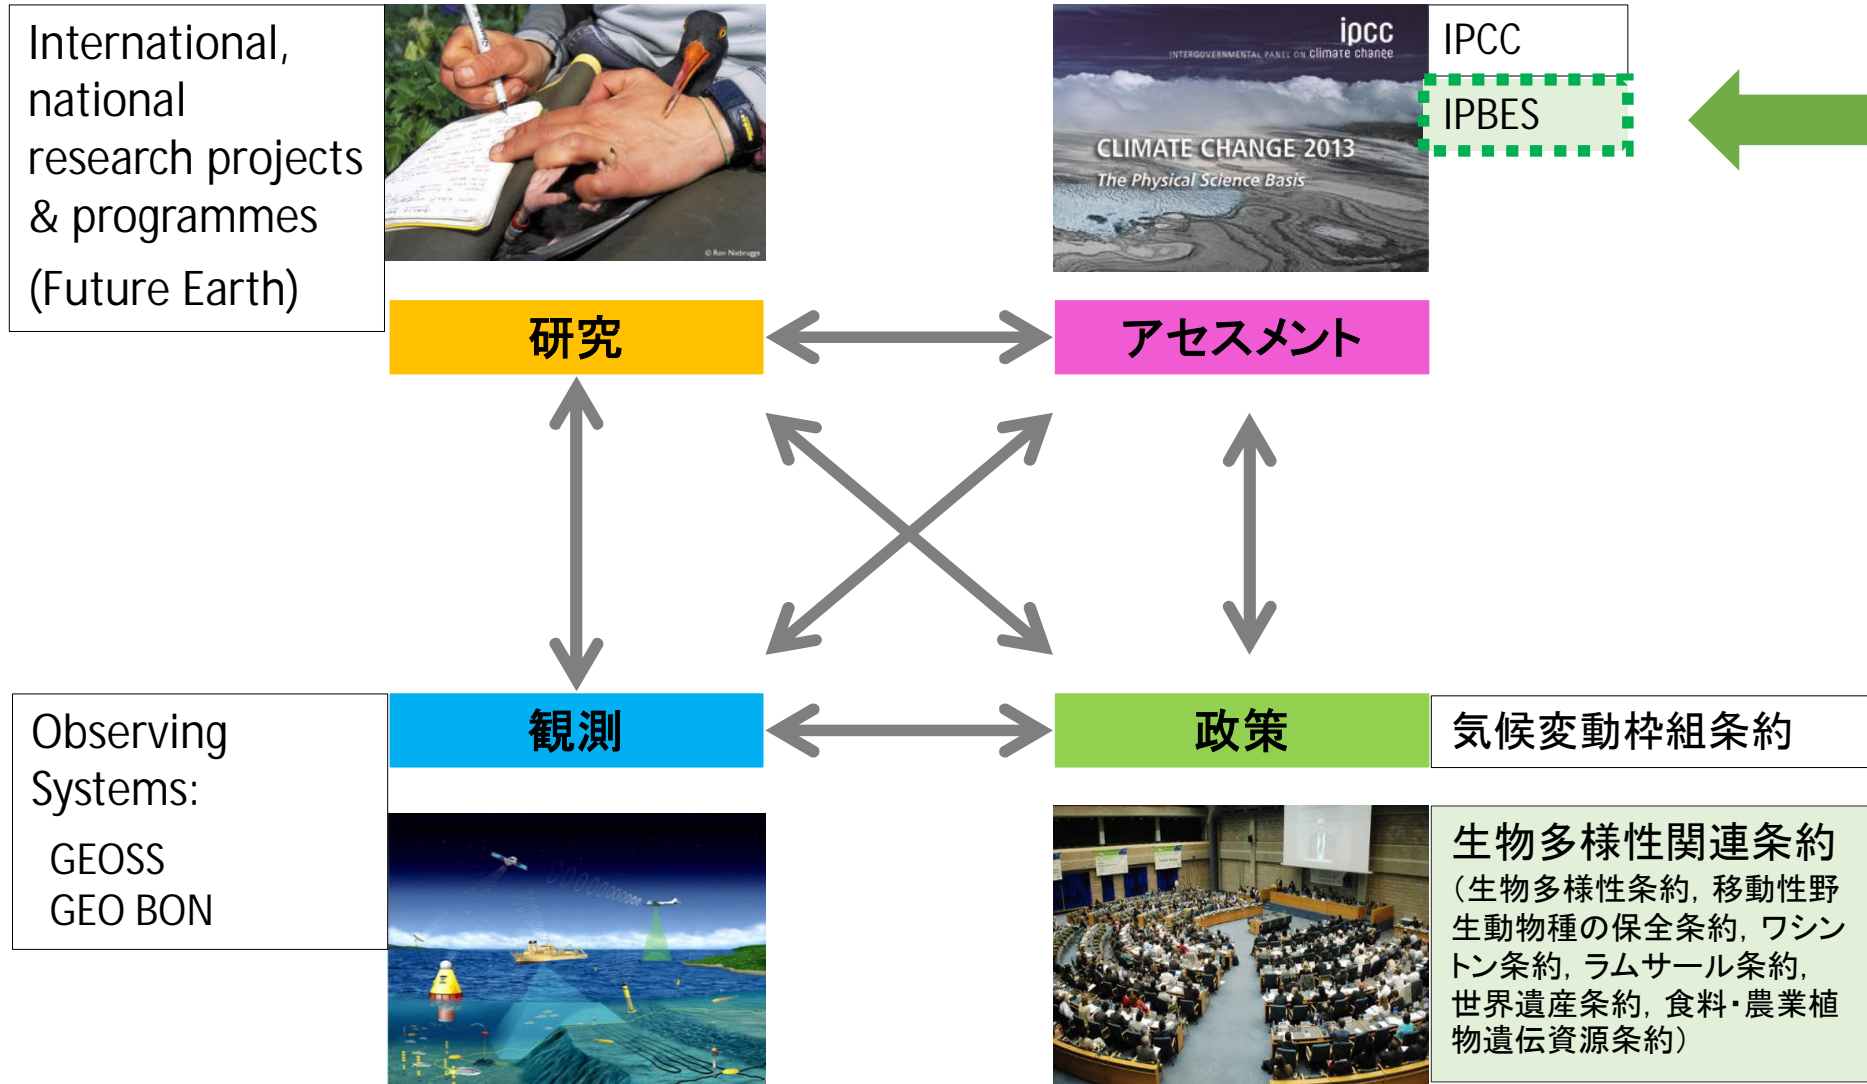 International,
national
research projects
& programmes
(Future Earth)
© Ron Niebrugge
ipcc
INTERGOVERNMENTAL PANEL ON climate change
CLIMATE CHANGE 2013
The Physical Science Basis
IPCC
IPBES
研究
アセスメント
Observing
Systems:
GEOSS
GEO BON
観測
政策
気候変動枠組条約
生物多様性関連条約
（生物多様性条約，移動性野
生動物種の保全条約，ワシン
トン条約，ラムサール条約，
世界遺産条約，食料・農業植
物遺伝資源条約）